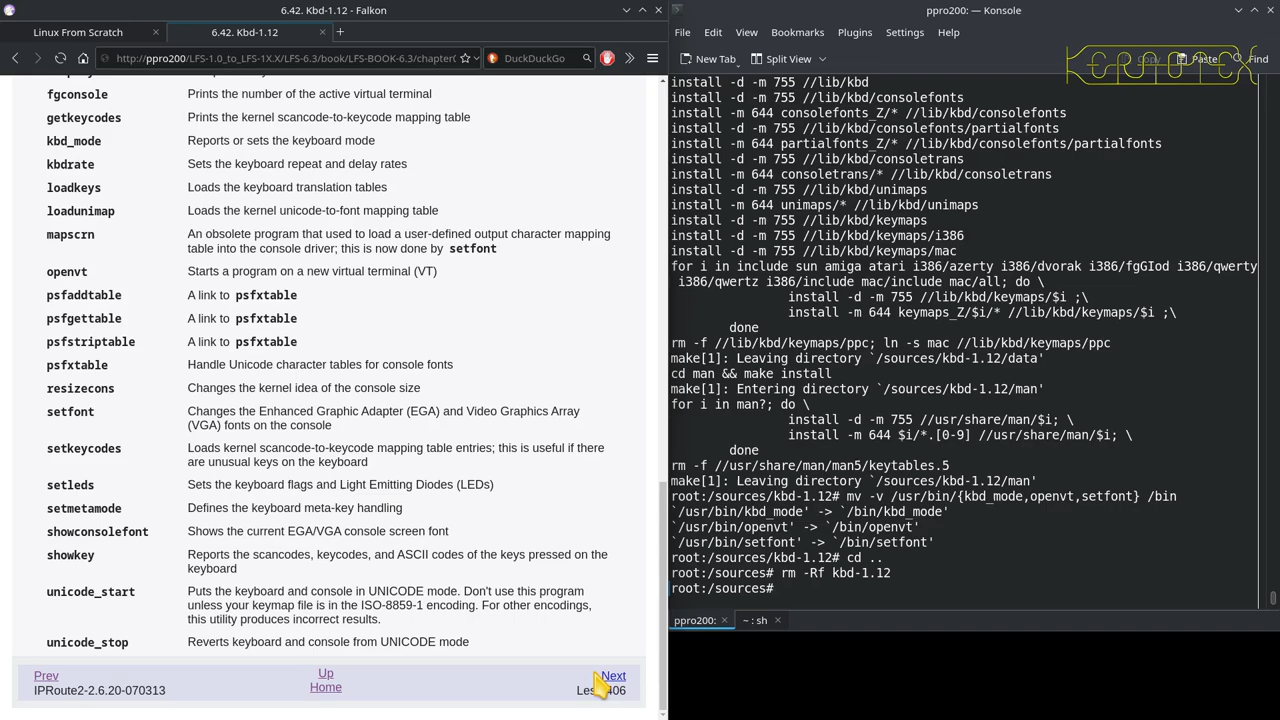 6.42. Kbd-1.12 - Falkon
Linux From Scratch
6.42. Kbd-1.12
http://ppro200/LFS-1.0_to_LFS-1X.X/LFS-6.3/book/LFS-BOOK-6.3/chapter
DuckDuckGo
fgconsole Prints the number of the active virtual terminal
getkeycodes Prints the kernel scancode-to-keycode mapping table
kbd_mode Reports or sets the keyboard mode
kbdrate Sets the keyboard repeat and delay rates
loadkeys Loads the keyboard translation tables
loadunimap Loads the kernel unicode-to-font mapping table
mapscrn An obsolete program that used to load a user-defined output character mapping
table into the console driver; this is now done by setfont
openvt Starts a program on a new virtual terminal (VT)
psfaddtable A link to psfxtable
psfgettable A link to psfxtable
psfstriptable A link to psfxtable
psfxtable Handle Unicode character tables for console fonts
resizecons Changes the kernel idea of the console size
setfont Changes the Enhanced Graphic Adapter (EGA) and Video Graphics Array
(VGA) fonts on the console
setkeycodes Loads kernel scancode-to-keycode mapping table entries; this is useful if there
are unusual keys on the keyboard
setleds Sets the keyboard flags and Light Emitting Diodes (LEDs)
setmetamode Defines the keyboard meta-key handling
showconsolefont Shows the current EGA/VGA console screen font
showkey Reports the scancodes, keycodes, and ASCII codes of the keys pressed on the
keyboard
unicode_start Puts the keyboard and console in UNICODE mode. Don't use this program
unless your keymap file is in the ISO-8859-1 encoding. For other encodings,
this utility produces incorrect results.
unicode_stop Reverts keyboard and console from UNICODE mode
Prev Up Next
IPRoute2-2.6.20-070313 Home
ppro200: — Konsole
File Edit View Bookmarks Plugins Settings Help
New Tab Split View Copy Paste Find
install -d -m 755 //lib/kbd
install -d -m 755 //lib/kbd/consolefonts
install -m 644 consolefonts_Z/* //lib/kbd/consolefonts
install -d -m 755 //lib/kbd/consolefonts/partialfonts
install -m 644 partialfonts_Z/* //lib/kbd/consolefonts/partialfonts
install -d -m 755 //lib/kbd/consoletrans
install -m 644 consoletrans/* //lib/kbd/consoletrans
install -d -m 755 //lib/kbd/unimaps
install -m 644 unimaps/* //lib/kbd/unimaps
install -d -m 755 //lib/kbd/keymaps
install -d -m 755 //lib/kbd/keymaps/i386
install -d -m 755 //lib/kbd/keymaps/mac
for i in include sun amiga atari i386/azerty i386/dvorak i386/fgGIod i386/qwerty
i386/qwertz i386/include mac/include mac/all; do \
install -d -m 755 //lib/kbd/keymaps/$i ;\
install -m 644 keymaps_Z/$i/* //lib/kbd/keymaps/$i ;\
done
rm -f //lib/kbd/keymaps/ppc; ln -s mac //lib/kbd/keymaps/ppc
make[1]: Leaving directory `/sources/kbd-1.12/data'
cd man && make install
make[1]: Entering directory `/sources/kbd-1.12/man'
for i in man?; do \
install -d -m 755 //usr/share/man/$i; \
install -m 644 $i/*.[0-9] //usr/share/man/$i; \
done
rm -f //usr/share/man/man5/keytables.5
make[1]: Leaving directory `/sources/kbd-1.12/man'
root:/sources/kbd-1.12# mv -v /usr/bin/{kbd_mode,openvt,setfont} /bin
`/usr/bin/kbd_mode' -> `/bin/kbd_mode'
`/usr/bin/openvt' -> `/bin/openvt'
`/usr/bin/setfont' -> `/bin/setfont'
root:/sources/kbd-1.12# cd ..
root:/sources# rm -Rf kbd-1.12
root:/sources#
ppro200:
~ : sh